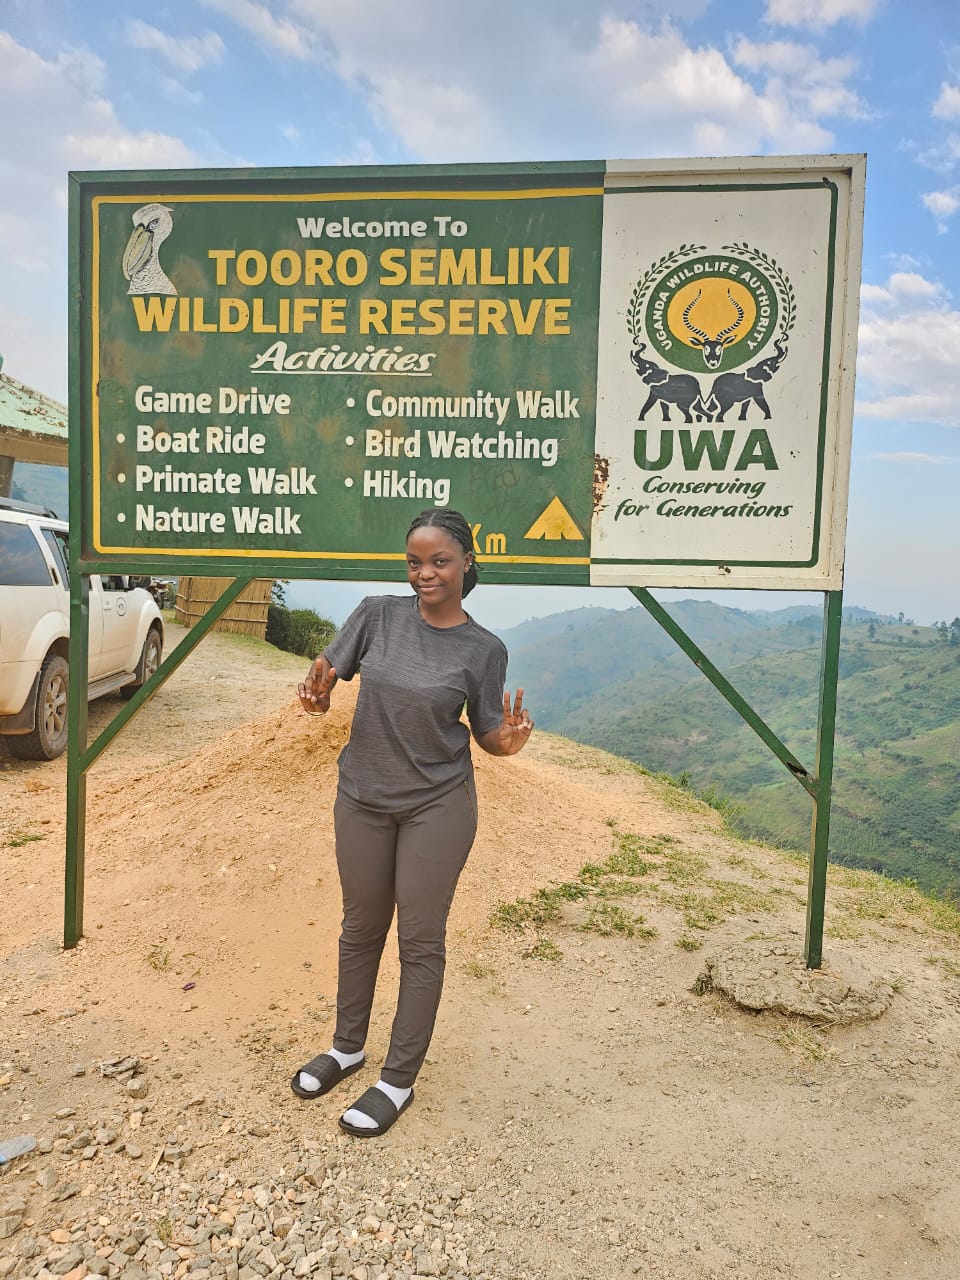 Welcome To
TOORO SEMLIKI
WILDLIFE RESERVE
Activities
Game Drive
• Boat Ride
• Primate Walk
• Nature Walk
• Community Walk
• Bird Watching
• Hiking
Km
UGANDA WILDLIFE AUTHORITY
UWA
Conserving
for Generations